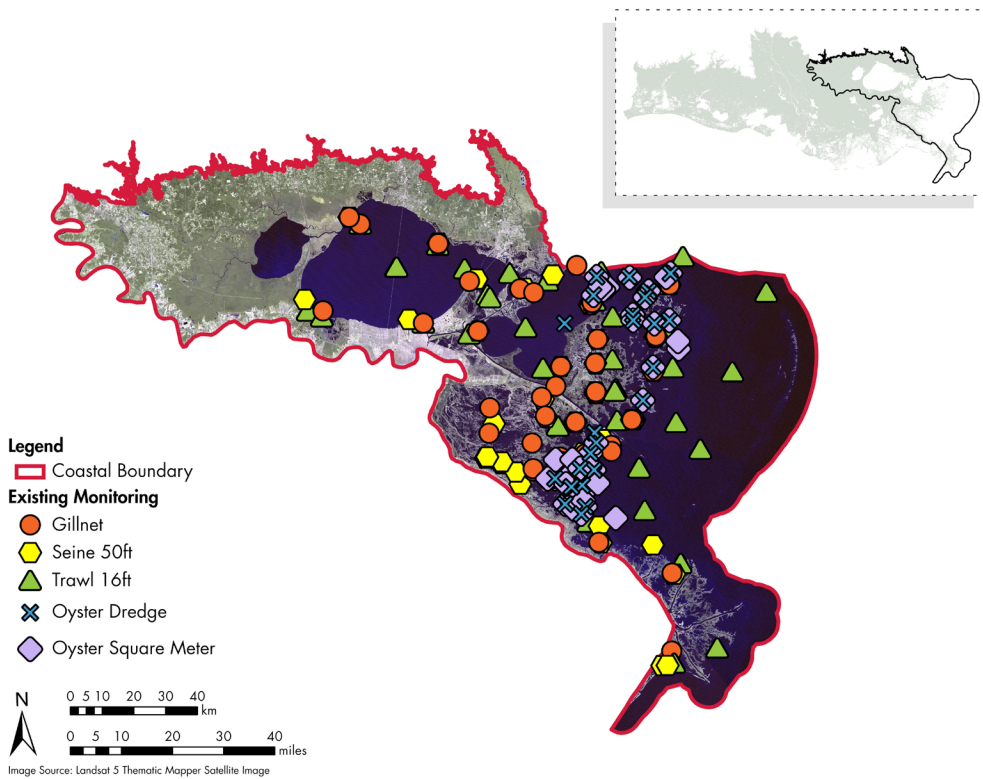 Legend
Coastal Boundary
Existing Monitoring
Gillnet
Seine 50ft
Trawl 16ft
Oyster Dredge
Oyster Square Meter
N
0 5 10 20 30 40
km
0 5 10 20 30 40
miles
Image Source: Landsat 5 Thematic Mapper Satellite Image